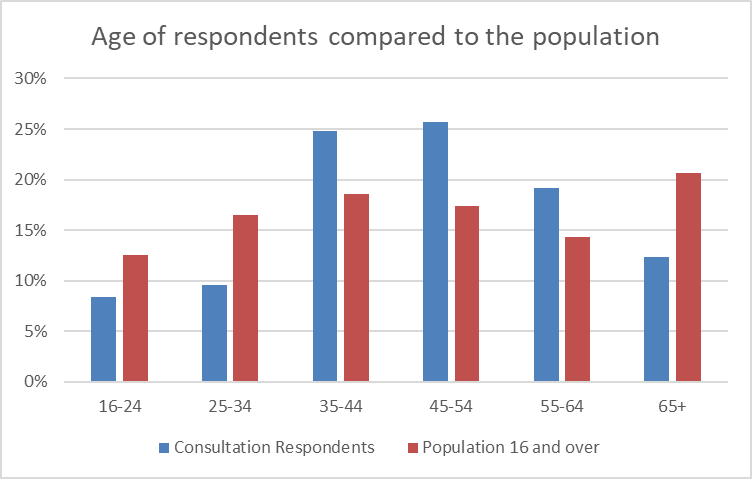 Age of respondents compared to the population
30%
25%
20%
15%
10%
5%
0%
16-24 25-34 35-44 45-54 55-64 65+
Consultation Respondents Population 16 and over